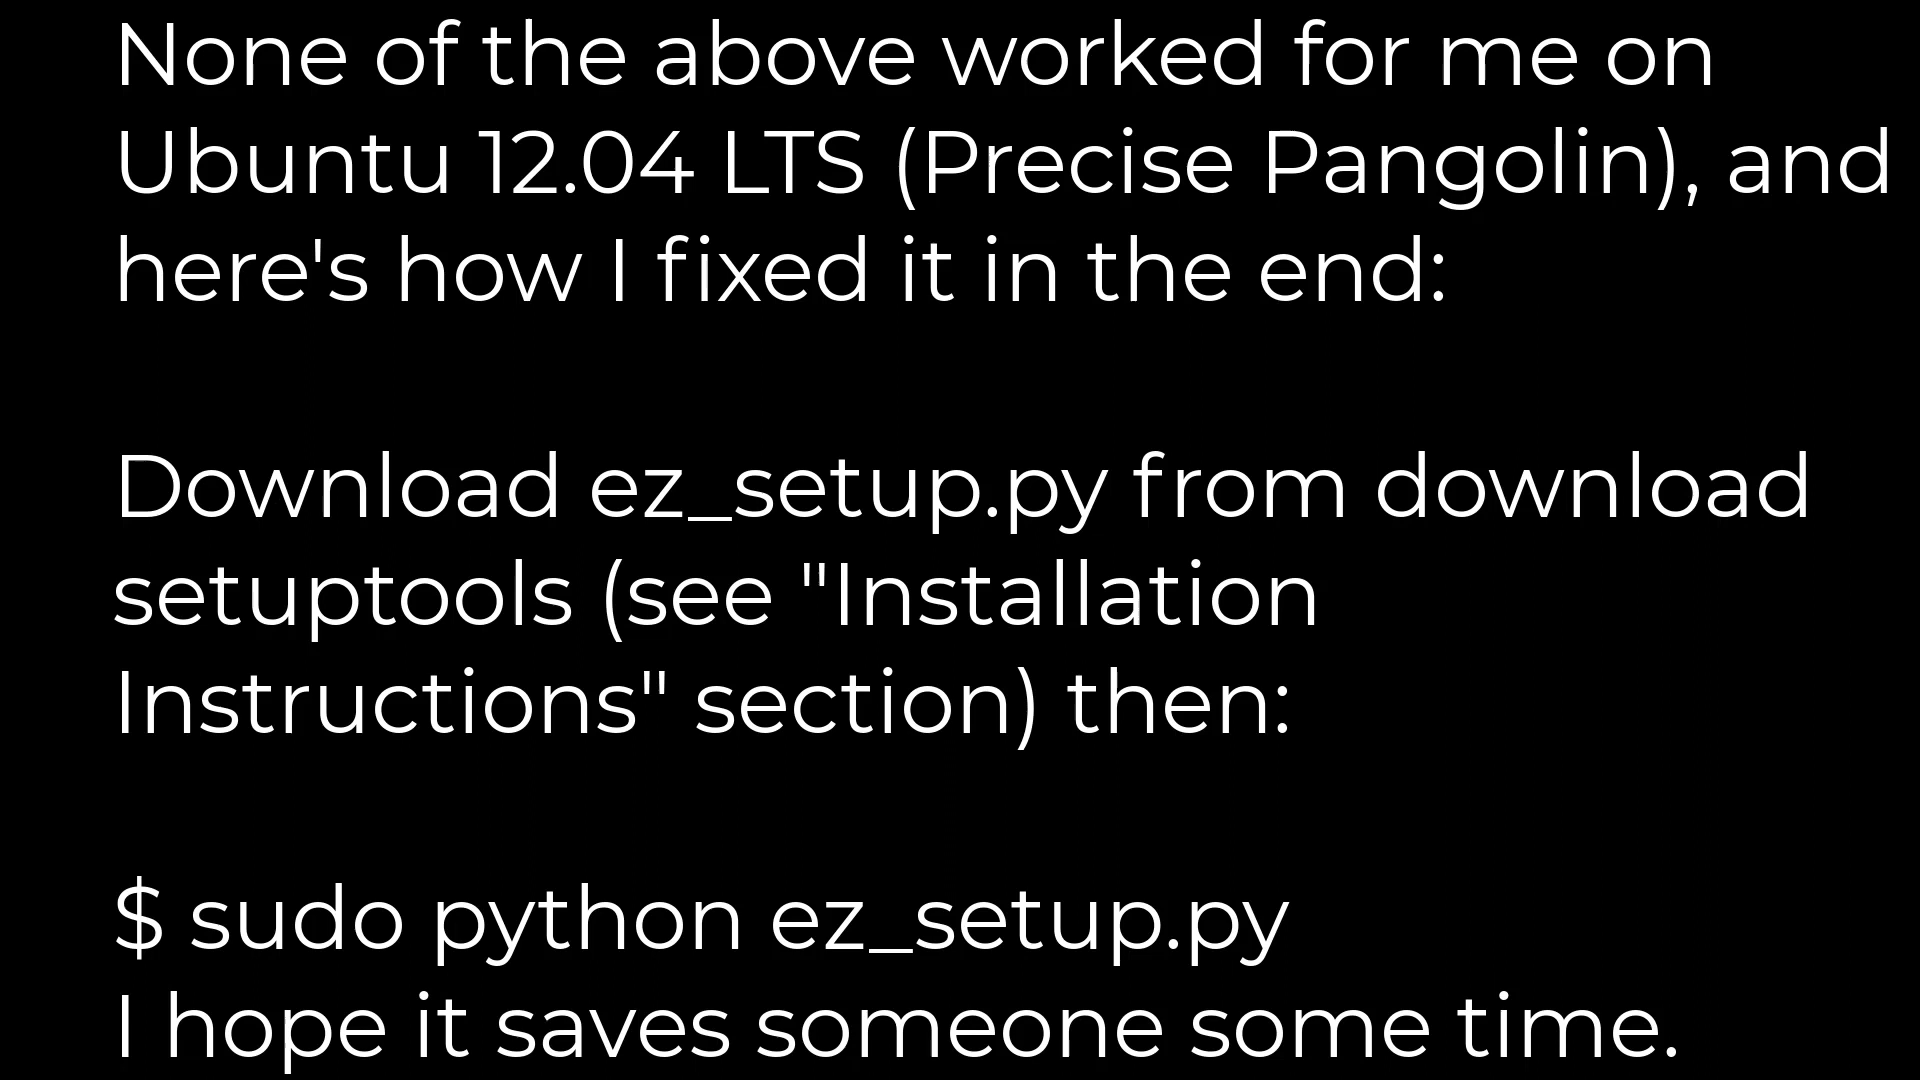 None of the above worked for me on
Ubuntu 12.04 LTS (Precise Pangolin), and
here's how I fixed it in the end:
Download ez_setup.py from download
setuptools (see "Installation
Instructions" section) then:
$ sudo python ez_setup.py
I hope it saves someone some time.